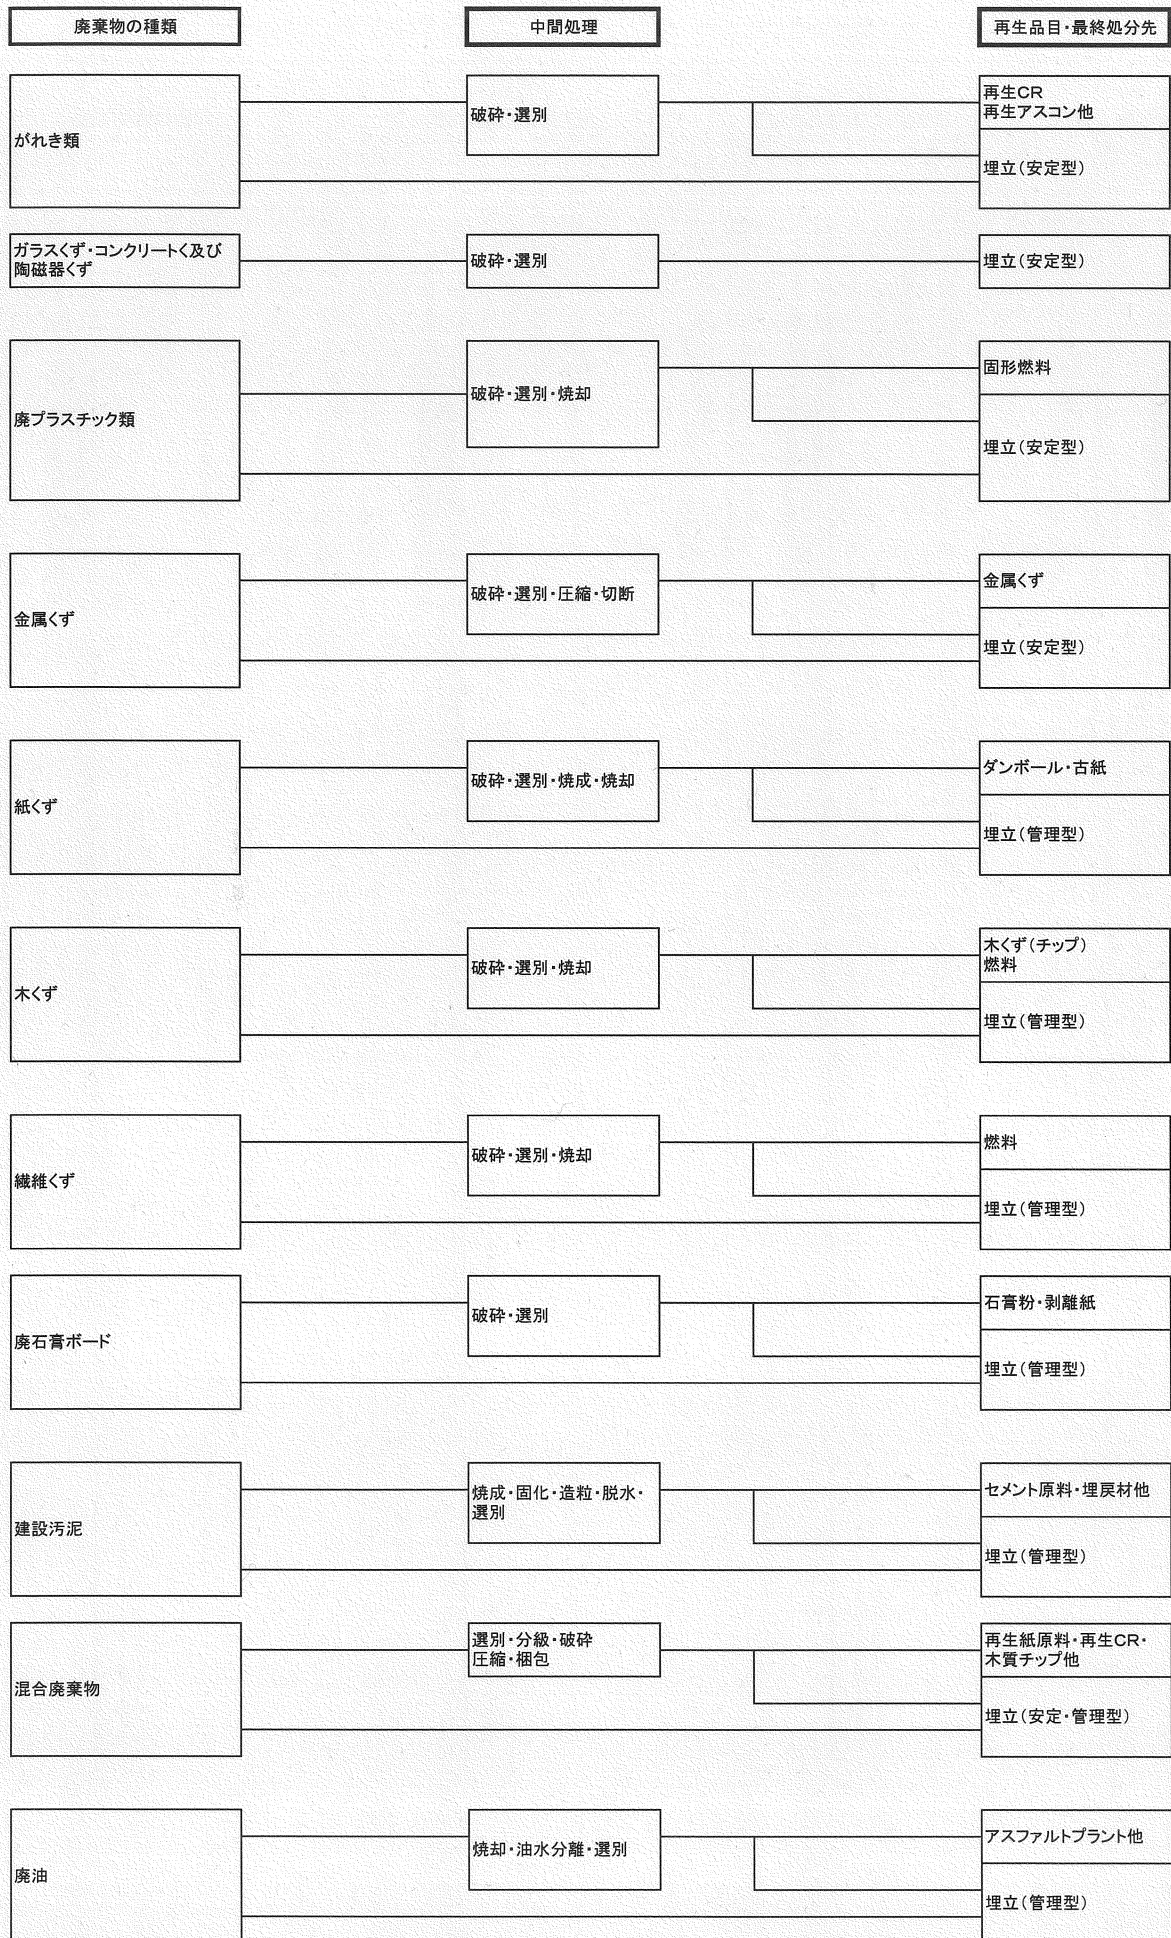 廃棄物の種類
中間処理
再生品目・最終処分先
がれき類
破砕・選別
再生CR
再生アスコン他
埋立(安定型)
ガラスくず・コンクリートく及び
陶磁器くず
破砕・選別
埋立(安定型)
廃プラスチック類
破砕・選別・焼却
固形燃料
埋立(安定型)
金属くず
破砕・選別・圧縮・切断
金属くず
埋立(安定型)
紙くず
破砕・選別・焼成・焼却
ダンボール・古紙
埋立(管理型)
木くず
破砕・選別・焼却
木くず(チップ)
燃料
埋立(管理型)
繊維くず
破砕・選別・焼却
燃料
埋立(管理型)
廃石膏ボード
破砕・選別
石膏粉・剥離紙
埋立(管理型)
建設汚泥
焼成・固化・造粒・脱水・
選別
セメント原料・埋戻材他
埋立(管理型)
混合廃棄物
選別・分級・破砕
圧縮・梱包
再生紙原料・再生CR・
木質チップ他
埋立(安定・管理型)
廃油
焼却・油水分離・選別
アスファルトプラント他
埋立(管理型)